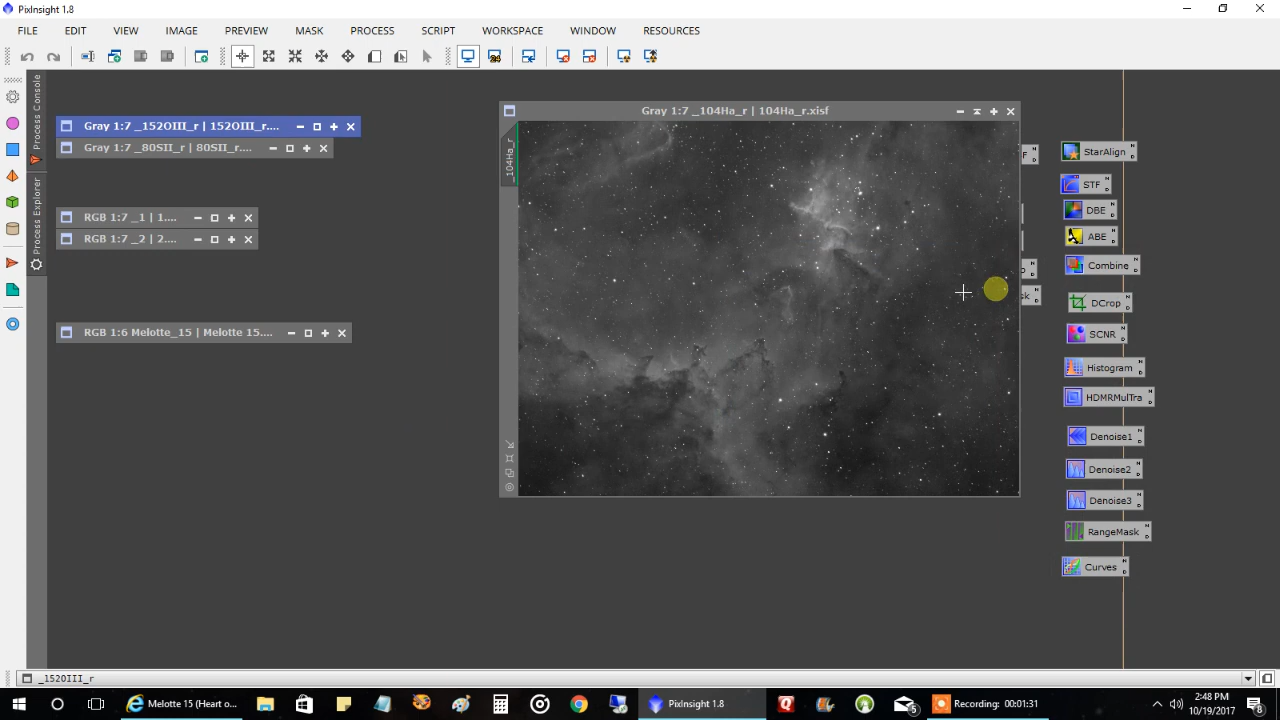 PixInsight 1.8
FILE EDIT VIEW IMAGE PREVIEW MASK PROCESS SCRIPT WORKSPACE WINDOW RESOURCES
Process Console
Process Explorer
Gray 1:7 _152OIII_r | 152OIII_r....
Gray 1:7 _80SII_r | 80SII_r....
RGB 1:7 _1 | 1....
RGB 1:7 _2 | 2....
RGB 1:6 Melotte_15 | Melotte 15....
Gray 1:7 _104Ha_r | 104Ha_r.xisf
_104Ha_r
StarAlign
STF
DBE
ABE
Combine
DCrop
SCNR
Histogram
HDMRMulTra
Denoise1
Denoise2
Denoise3
RangeMask
Curves
_152OIII_r
Melotte 15 (Heart o...
PixInsight 1.8
5
Recording: 00:01:31
2:48 PM
10/19/2017
8